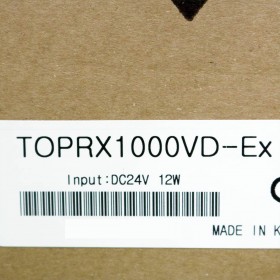 TOPRX1000VD-Ex
Input:DC24V 12W
MADE IN K